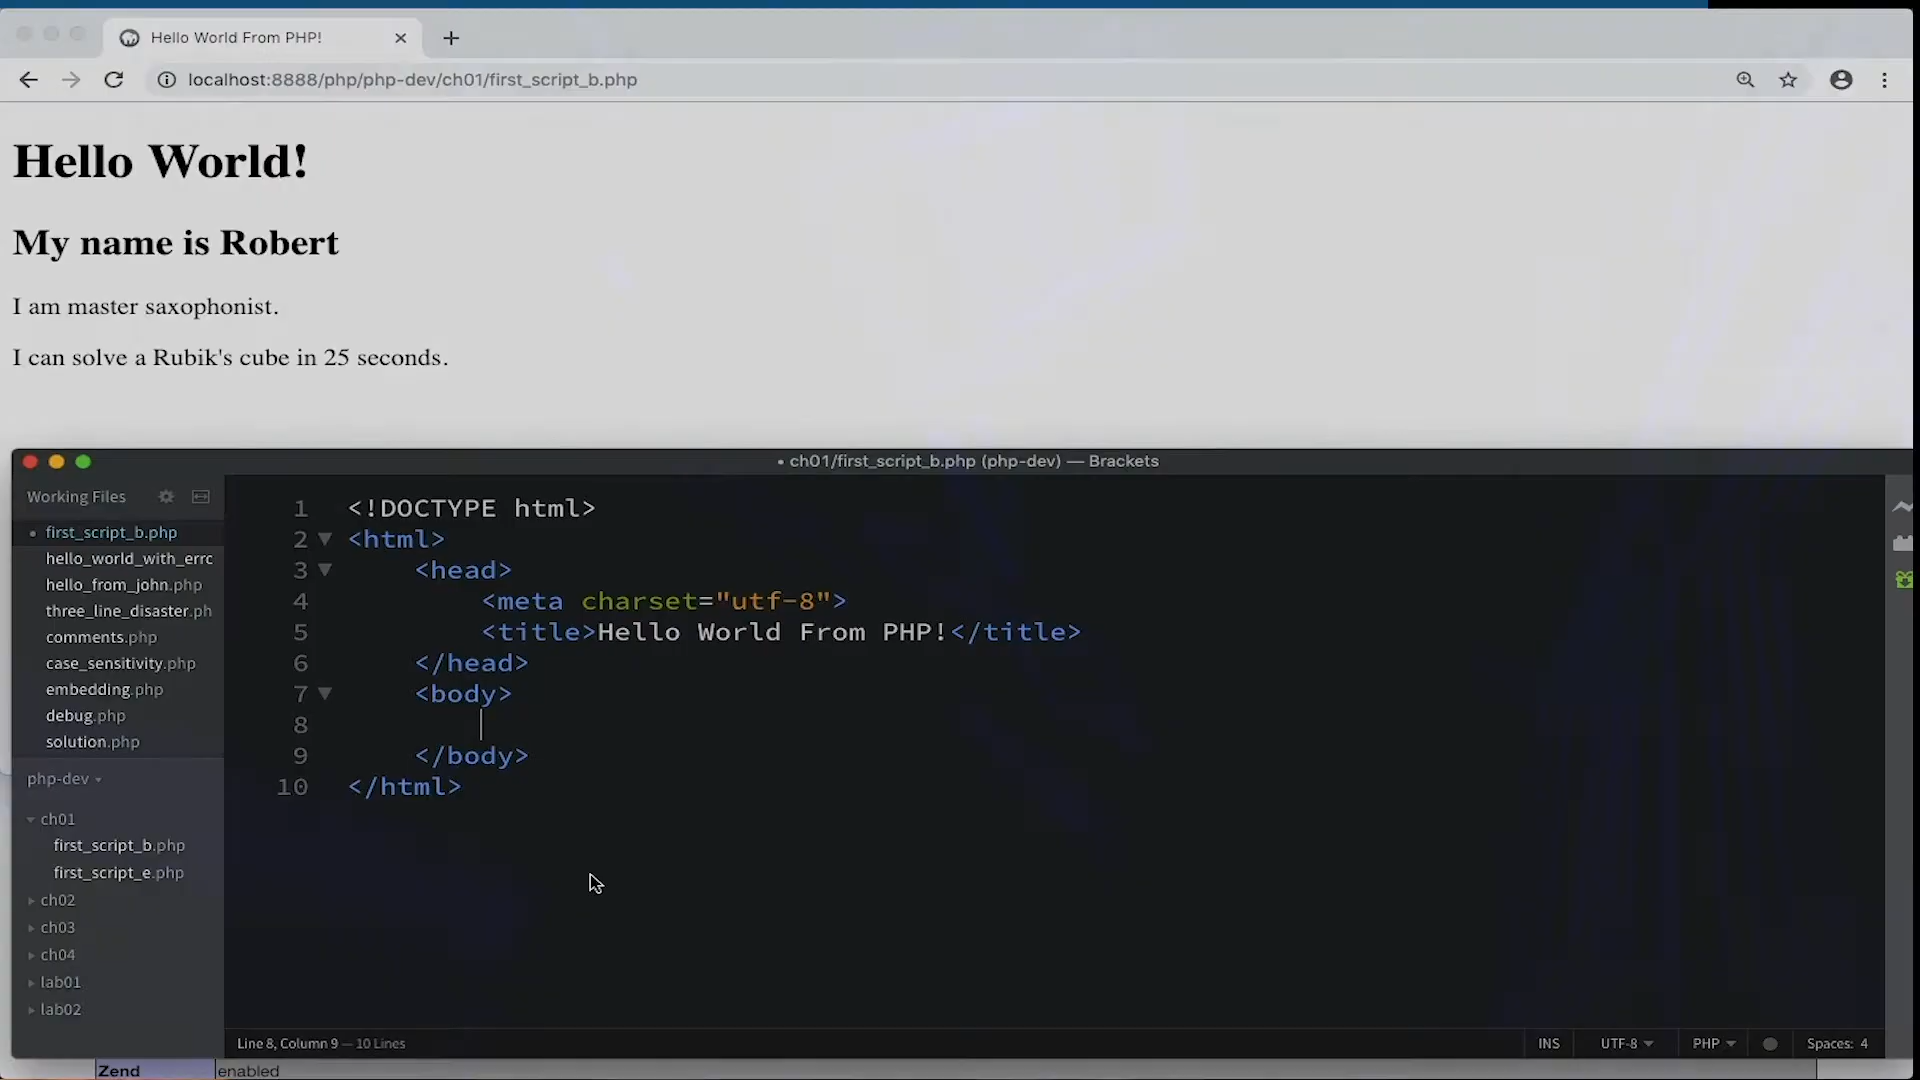 Hello World From PHP!
localhost:8888/php/php-dev/ch01/first_script_b.php
Hello World!
My name is Robert
I am master saxophonist.
I can solve a Rubik's cube in 25 seconds.
• ch01/first_script_b.php (php-dev) — Brackets
Working Files
first_script_b.php
hello_world_with_errc
hello_from_john.php
three_line_disaster.ph
comments.php
case_sensitivity.php
embedding.php
debug.php
solution.php
php-dev
ch01
first_script_b.php
first_script_e.php
ch02
ch03
ch04
lab01
lab02
1 <!DOCTYPE html>
2 <html>
3 <head>
4 <meta charset="utf-8">
5 <title>Hello World From PHP!</title>
6 </head>
7 <body>
8
9 </body>
10 </html>
Line 8, Column 9 — 10 Lines
INS UTF-8 PHP Spaces: 4
Zend enabled